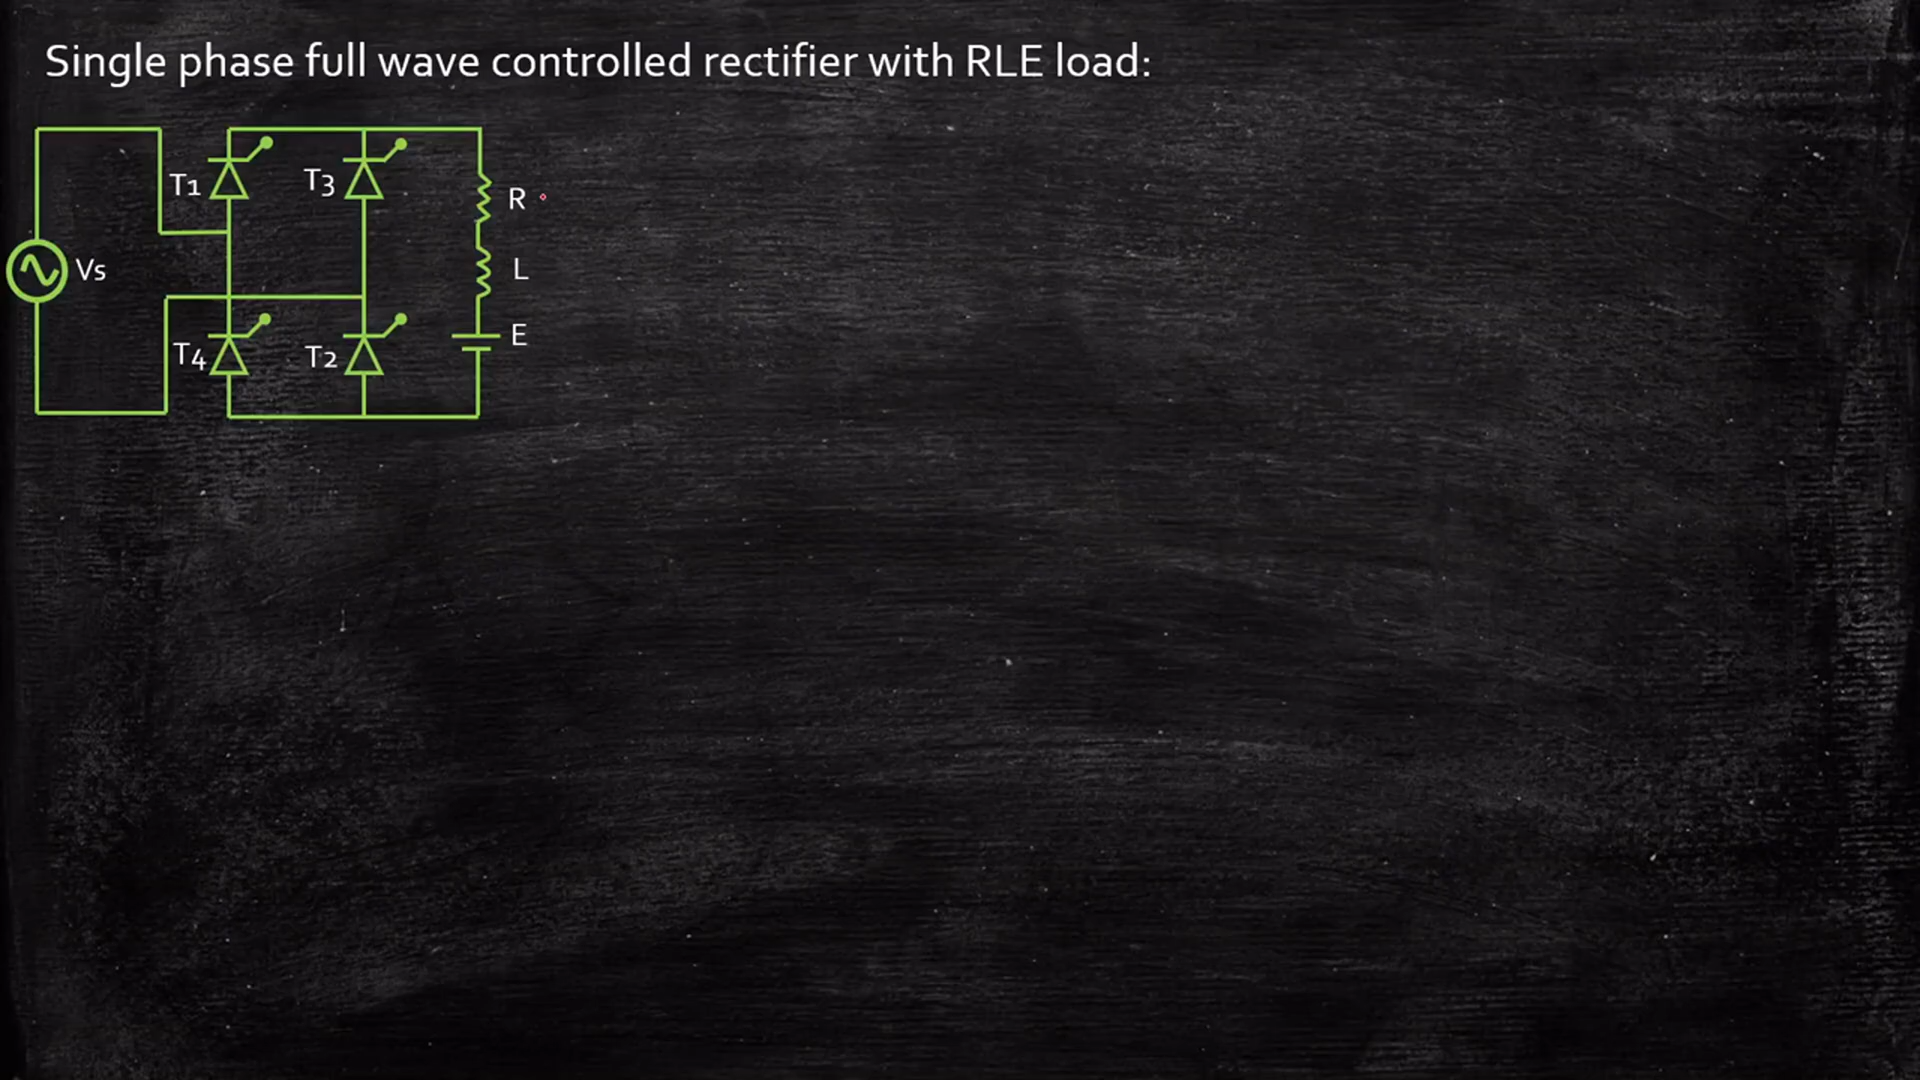 Single phase full wave controlled rectifier with RLE load:
T1
T3
R
Vs
L
T4
T2
E